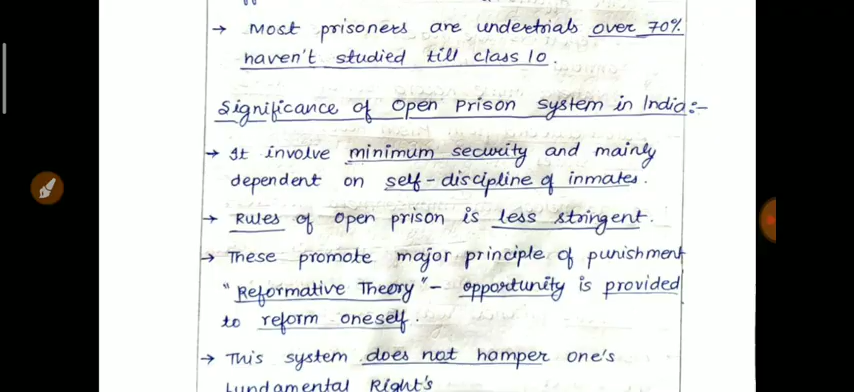 → Most prisoners are undertrials over 70%
haven't studied till class 10.
Significance of Open Prison System in India:-
→ It involve minimum security and mainly
dependent on self-discipline of inmates.
→ Rules of open prison is less stringent.
→ These promote major principle of punishment
"Reformative Theory" - opportunity is provided
to reform oneself.
→ This system does not hamper one's
Fundamental Right's